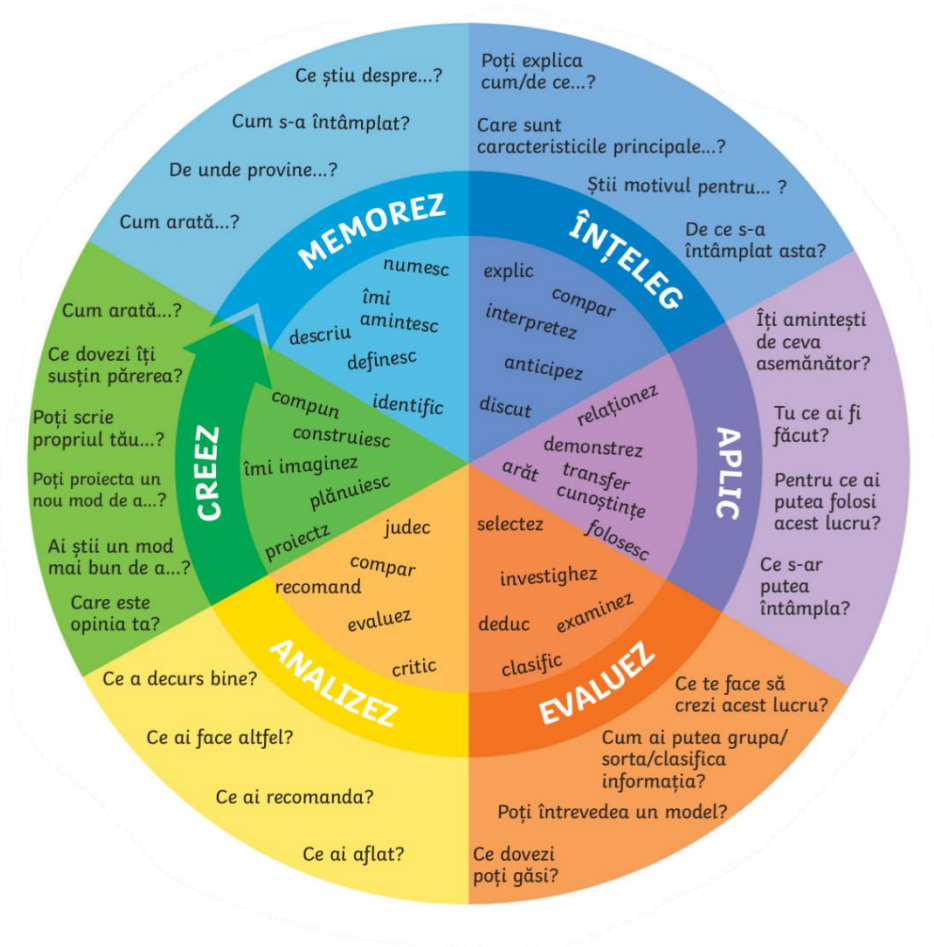 Ce știu despre...?
Cum s-a întâmplat?
De unde provine...?
Cum arată...?
MEMOREZ
numesc
îmi
amintesc
descriu
definesc
identific
Poți explica
cum/de ce...?
Care sunt
caracteristicile principale...?
Știi motivul pentru... ?
De ce s-a
întâmplat asta?
ÎNȚELEG
explic
compar
interpretez
anticipez
discut
Îți amintești
de ceva
asemănător?
Tu ce ai fi
făcut?
Pentru ce ai
putea folosi
acest lucru?
Ce s-ar
putea
întâmpla?
APLIC
relaționez
demonstrez
arăt
transfer
cunoștințe
folosesc
Ce te face să
crezi acest lucru?
Cum ai putea grupa/
sorta/clasifica
informația?
Poți întrevedea un model?
Ce dovezi
poți găsi?
EVALUEZ
selectez
investighez
deduc
examinez
clasific
Ce a decurs bine?
Ce ai face altfel?
Ce ai recomanda?
Ce ai aflat?
ANALIZEZ
judec
compar
recomand
evaluez
critic
Cum arată...?
Ce dovezi îți
susțin părerea?
Poți scrie
propriul tău...?
Poți proiecta un
nou mod de a...?
Ai știi un mod
mai bun de a...?
Care este
opinia ta?
CREEZ
compun
construiesc
îmi imaginez
plănuiesc
proiectz